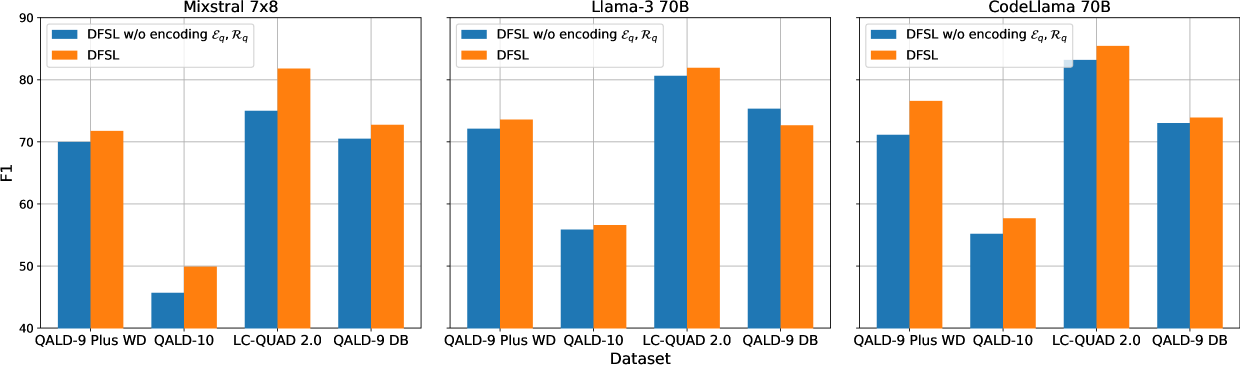 Mixstral 7x8
Llama-3 70B
CodeLlama 70B
90
80
70
60
50
40
F1
DFSL w/o encoding ℰq, ℛq
DFSL
DFSL w/o encoding ℰq, ℛq
DFSL
DFSL w/o encoding ℰq, ℛq
DFSL
QALD-9 Plus WD QALD-10 LC-QUAD 2.0 QALD-9 DB
QALD-9 Plus WD QALD-10 LC-QUAD 2.0 QALD-9 DB
QALD-9 Plus WD QALD-10 LC-QUAD 2.0 QALD-9 DB
Dataset